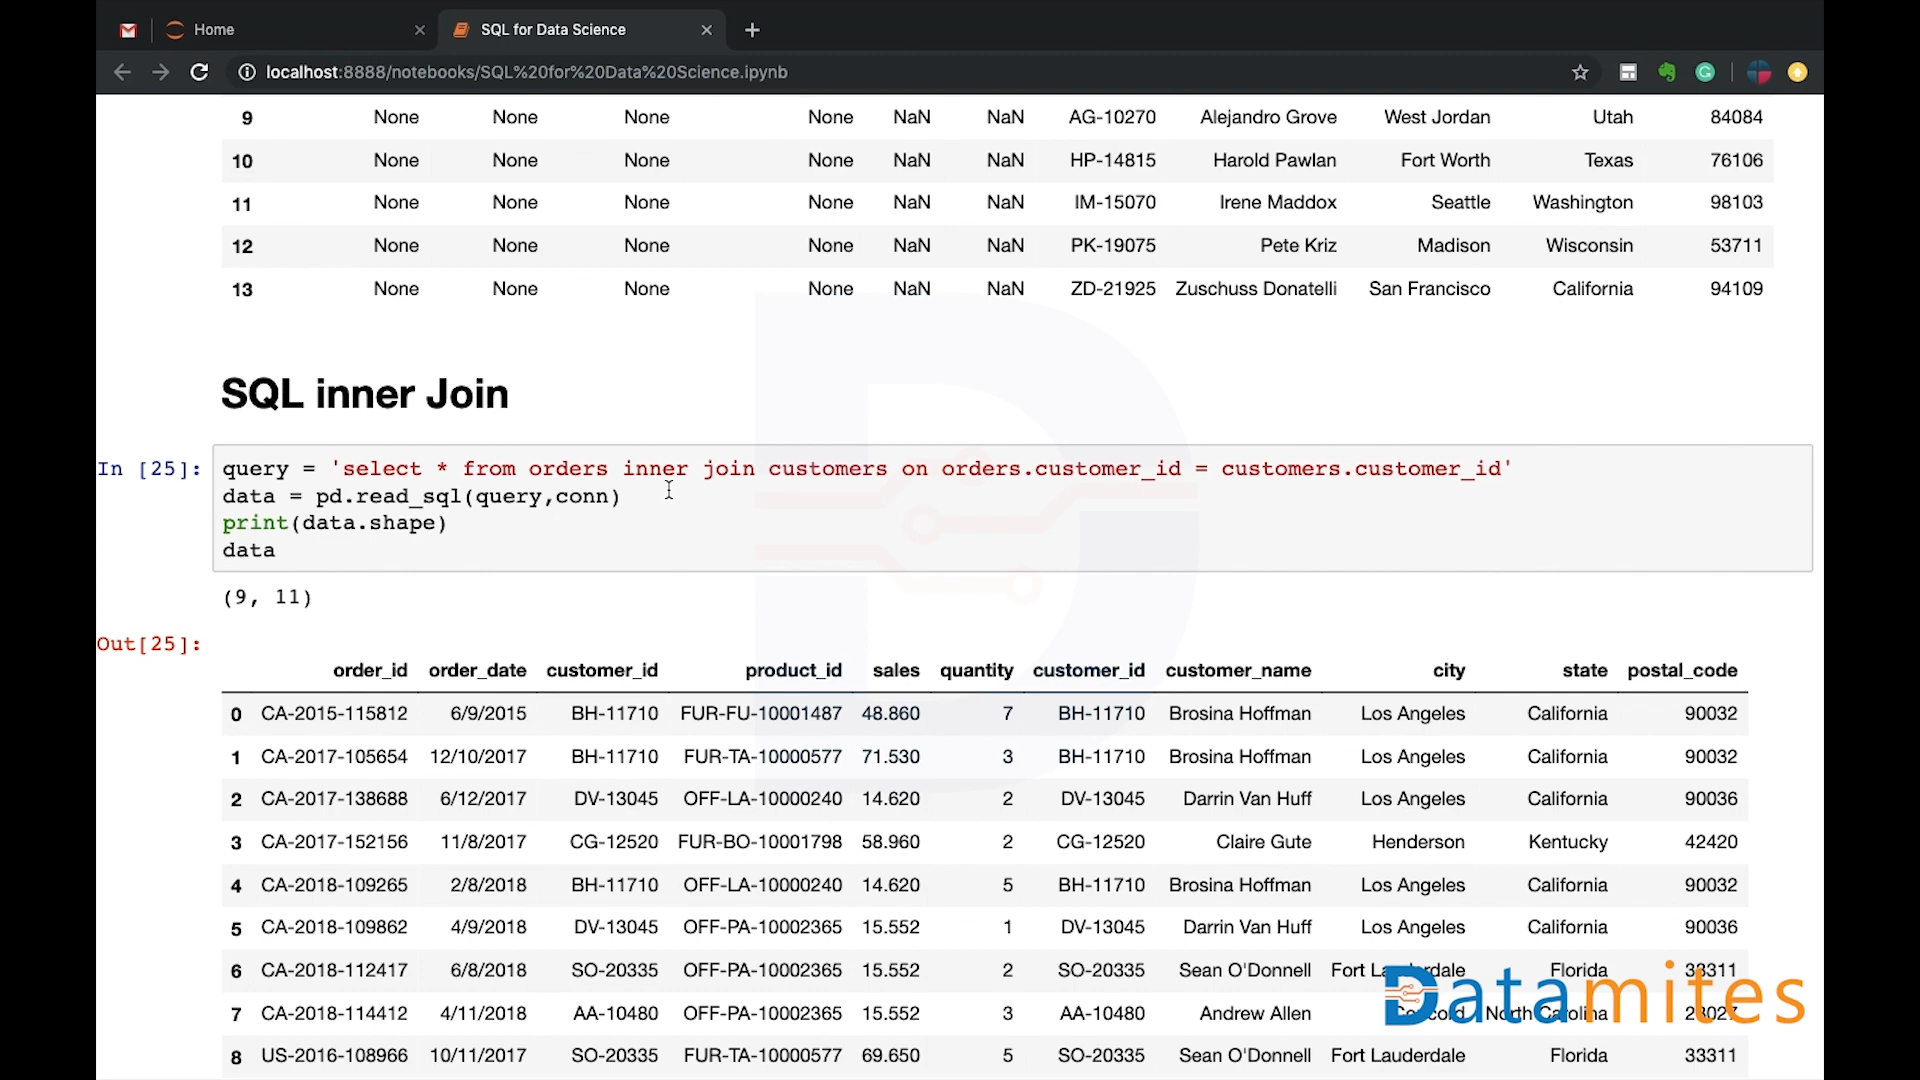 Home
SQL for Data Science
localhost:8888/notebooks/SQL%20for%20Data%20Science.ipynb
9 None None None None NaN NaN AG-10270 Alejandro Grove West Jordan Utah 84084
10 None None None None NaN NaN HP-14815 Harold Pawlan Fort Worth Texas 76106
11 None None None None NaN NaN IM-15070 Irene Maddox Seattle Washington 98103
12 None None None None NaN NaN PK-19075 Pete Kriz Madison Wisconsin 53711
13 None None None None NaN NaN ZD-21925 Zuschuss Donatelli San Francisco California 94109
SQL inner Join
In [25]: query = 'select * from orders inner join customers on orders.customer_id = customers.customer_id'
data = pd.read_sql(query,conn)
print(data.shape)
data
(9, 11)
Out[25]:
order_id order_date customer_id product_id sales quantity customer_id customer_name city state postal_code
0 CA-2015-115812 6/9/2015 BH-11710 FUR-FU-10001487 48.860 7 BH-11710 Brosina Hoffman Los Angeles California 90032
1 CA-2017-105654 12/10/2017 BH-11710 FUR-TA-10000577 71.530 3 BH-11710 Brosina Hoffman Los Angeles California 90032
2 CA-2017-138688 6/12/2017 DV-13045 OFF-LA-10000240 14.620 2 DV-13045 Darrin Van Huff Los Angeles California 90036
3 CA-2017-152156 11/8/2017 CG-12520 FUR-BO-10001798 58.960 2 CG-12520 Claire Gute Henderson Kentucky 42420
4 CA-2018-109265 2/8/2018 BH-11710 OFF-LA-10000240 14.620 5 BH-11710 Brosina Hoffman Los Angeles California 90032
5 CA-2018-109862 4/9/2018 DV-13045 OFF-PA-10002365 15.552 1 DV-13045 Darrin Van Huff Los Angeles California 90036
6 CA-2018-112417 6/8/2018 SO-20335 OFF-PA-10002365 15.552 2 SO-20335 Sean O'Donnell Fort Lauderdale Florida 33311
7 CA-2018-114412 4/11/2018 AA-10480 OFF-PA-10002365 15.552 3 AA-10480 Andrew Allen Concord North Carolina
8 US-2016-108966 10/11/2017 SO-20335 FUR-TA-10000577 69.650 5 SO-20335 Sean O'Donnell Fort Lauderdale Florida 33311
Datamites